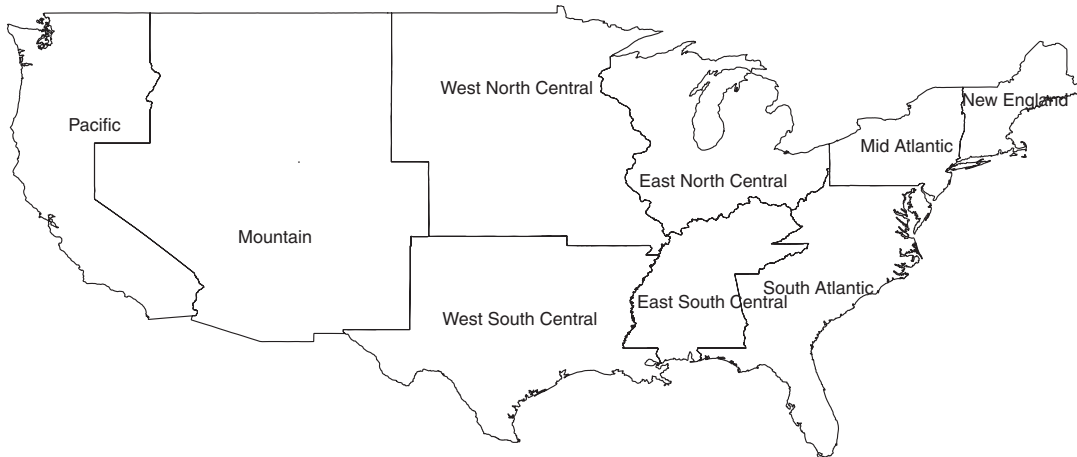 West North Central
New England
Pacific
Mid Atlantic
East North Central
Mountain
South Atlantic
East South Central
West South Central